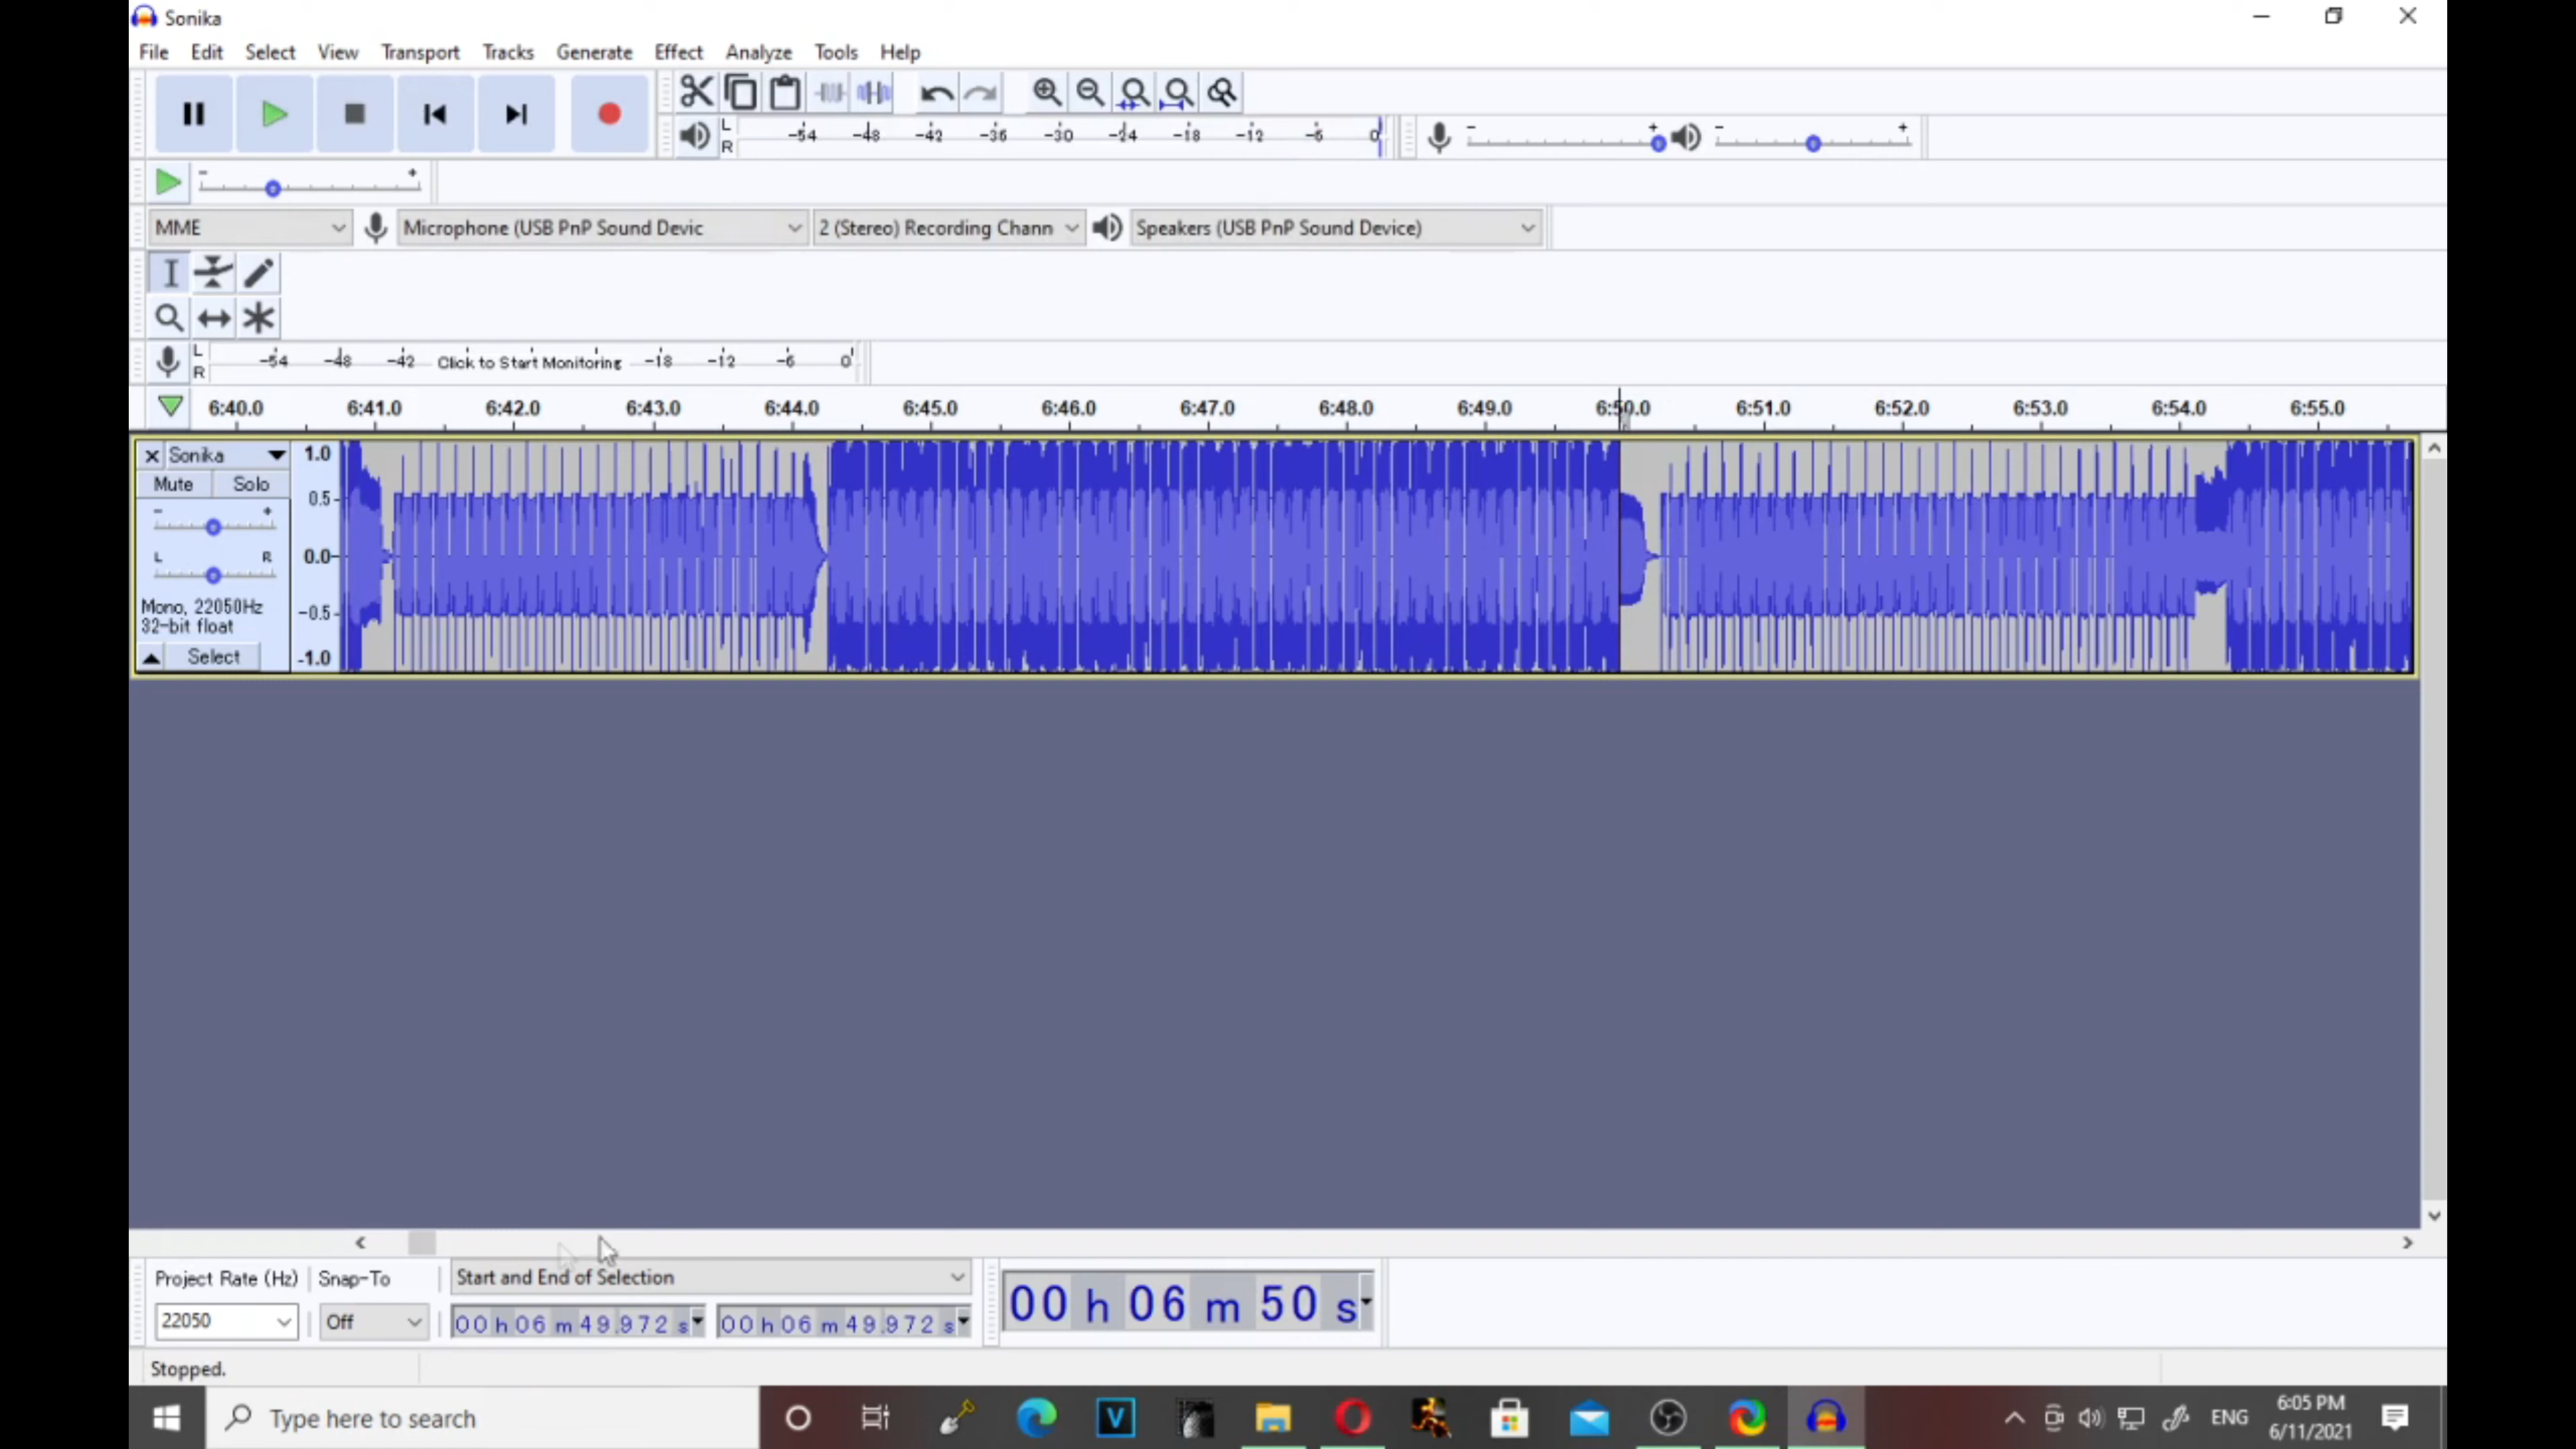 Sonika
File Edit Select View Transport Tracks Generate Effect Analyze Tools Help
L
R
-54 -48 -42 -36 -30 -24 -18 -12 -6 0
- +
- +
- +
MME
Microphone (USB PnP Sound Devic
2 (Stereo) Recording Chann
Speakers (USB PnP Sound Device)
L
R
-54 -48 -42 Click to Start Monitoring -18 -12 -6 0
6:40.0 6:41.0 6:42.0 6:43.0 6:44.0 6:45.0 6:46.0 6:47.0 6:48.0 6:49.0 6:50.0 6:51.0 6:52.0 6:53.0 6:54.0 6:55.0
Sonika
Mute Solo
- +
L R
Mono, 22050Hz
32-bit float
Select
1.0
0.5
0.0
-0.5
-1.0
Project Rate (Hz) Snap-To Start and End of Selection
22050 Off 00 h 06 m 49.972 s 00 h 06 m 49.972 s
00 h 06 m 50 s
Stopped.
Type here to search
V
ENG
6:05 PM
6/11/2021